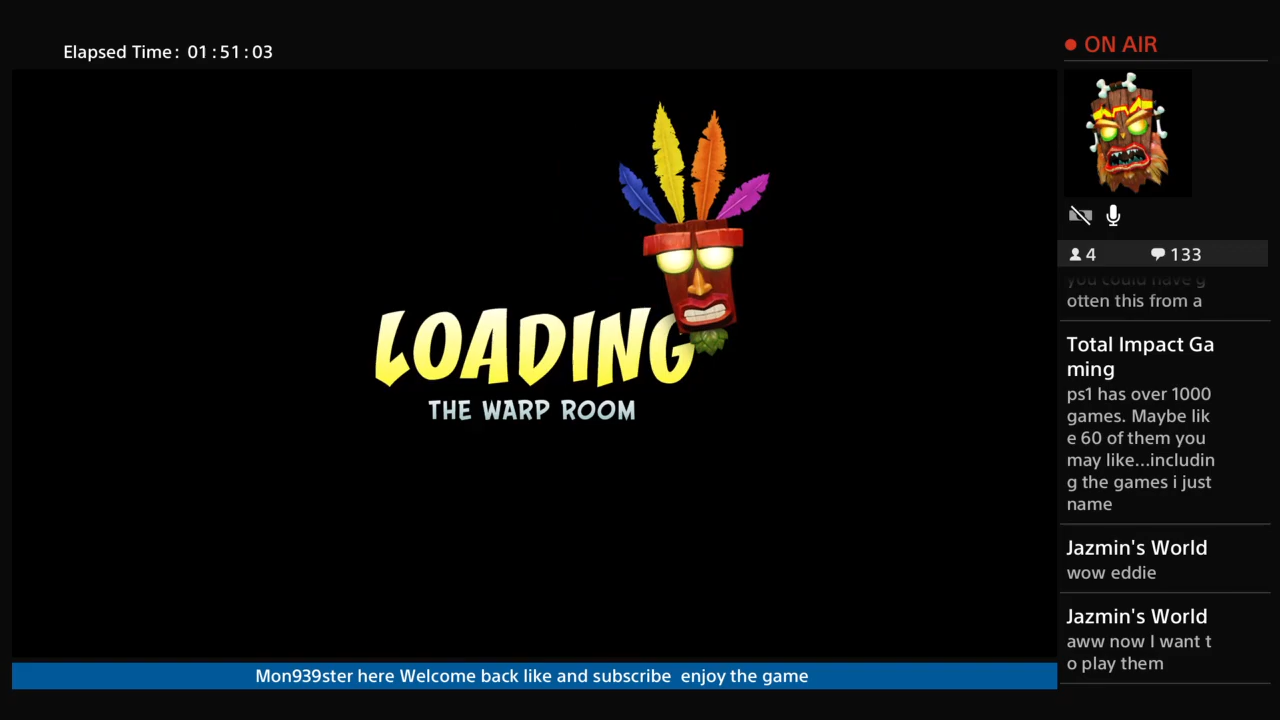 Elapsed Time: 01:51:03
ON AIR
4 133
you could have g
otten this from a
Total Impact Ga
ming
ps1 has over 1000
games. Maybe lik
e 60 of them you
may like...includin
g the games i just
name
Jazmin's World
wow eddie
Jazmin's World
aww now I want t
o play them
LOADING
THE WARP ROOM
Mon939ster here Welcome back like and subscribe enjoy the game